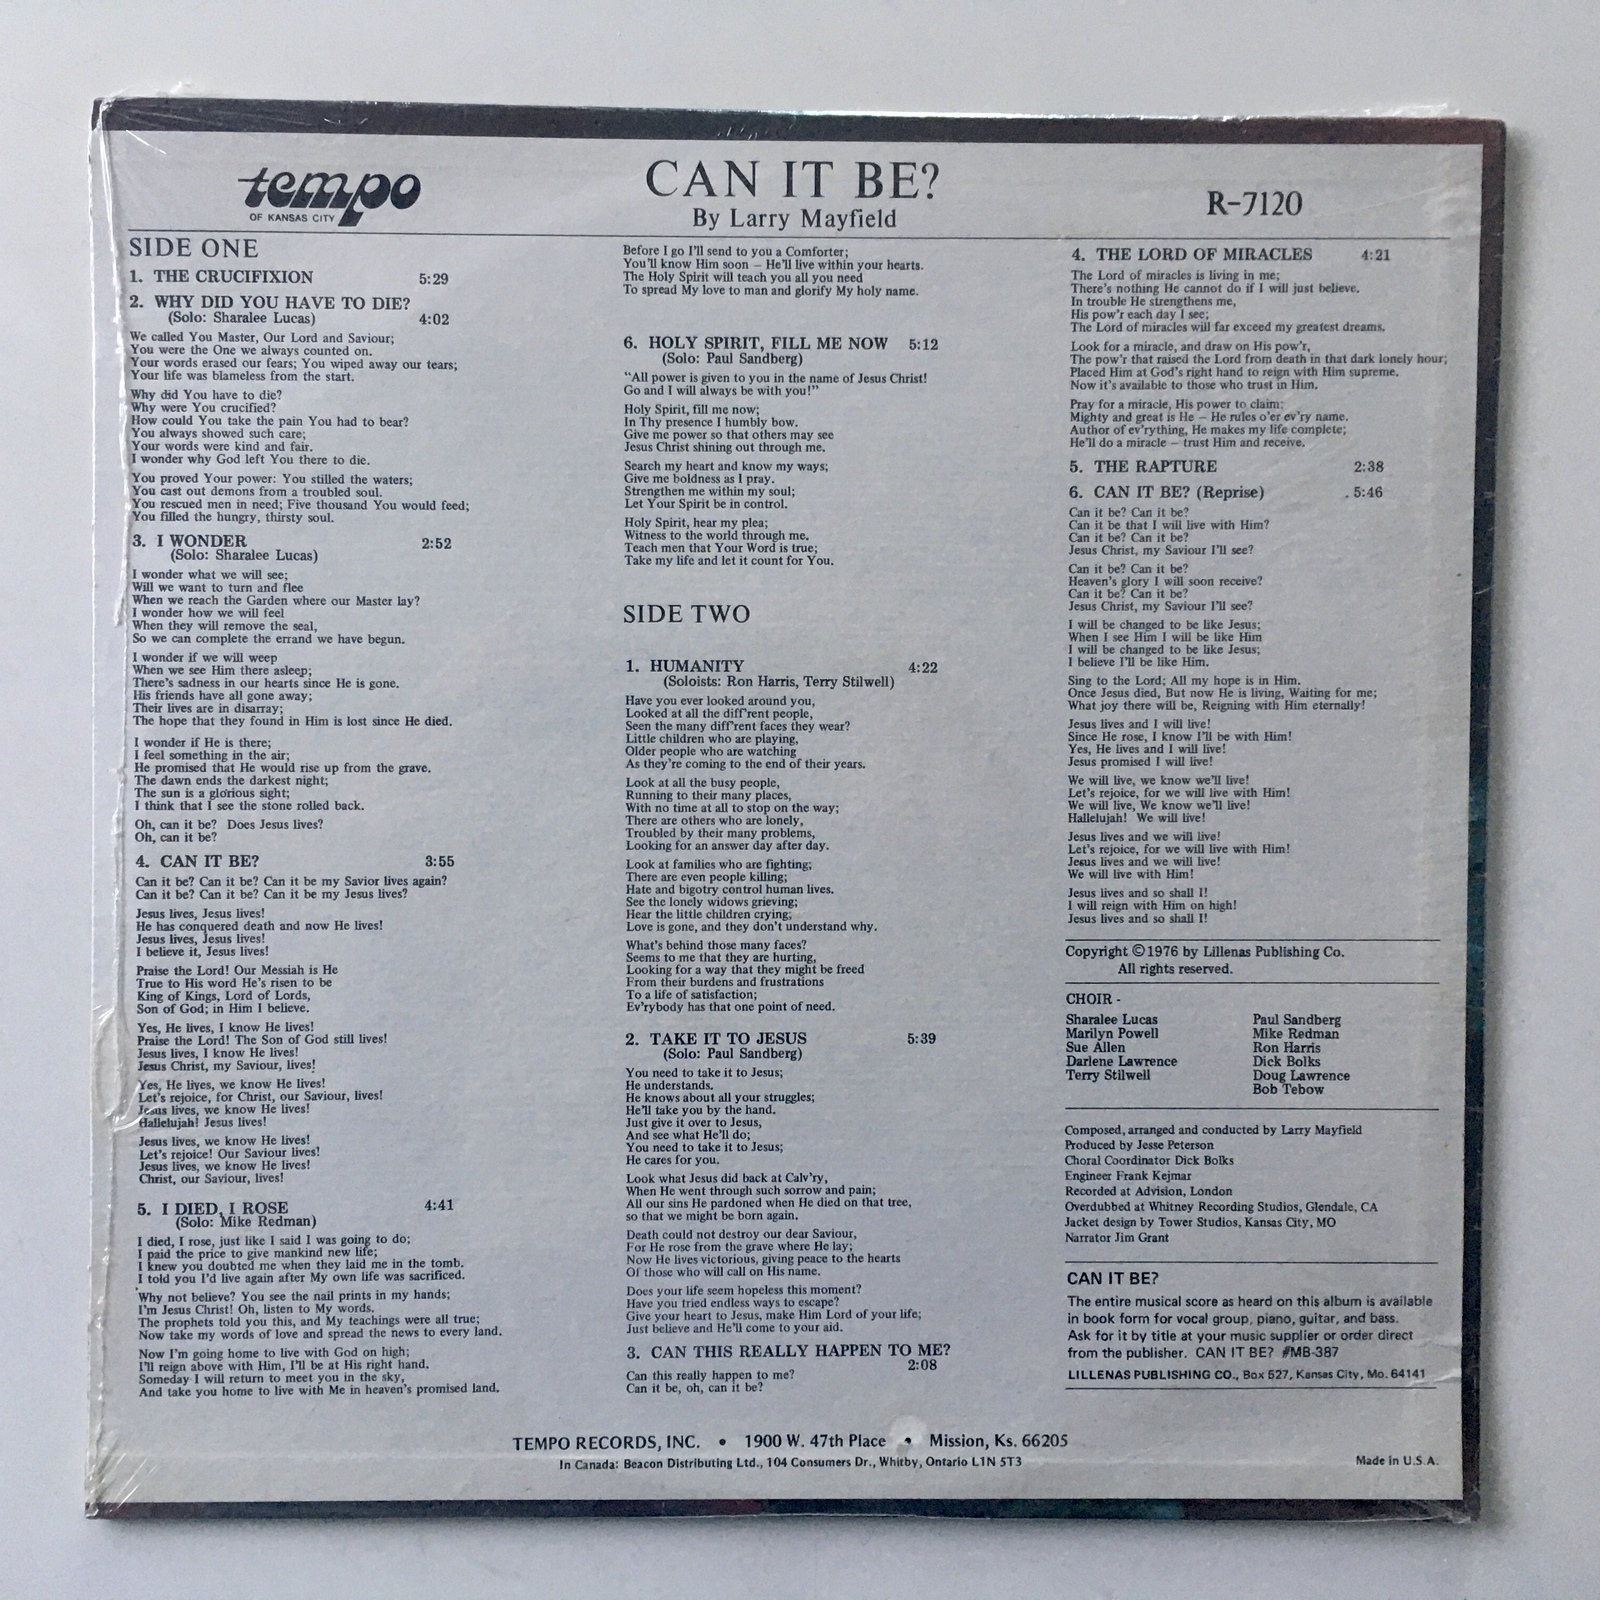 tempo
OF KANSAS CITY
CAN IT BE?
By Larry Mayfield
R-7120
SIDE ONE
1. THE CRUCIFIXION 5:29
2. WHY DID YOU HAVE TO DIE?
(Solo: Sharalee Lucas) 4:02
We called You Master, Our Lord and Saviour;
You were the One we always counted on.
Your words erased our fears; You wiped away our tears;
Your life was blameless from the start.
Why did You have to die?
Why were You crucified?
How could You take the pain You had to bear?
You always showed such care;
Your words were kind and fair.
I wonder why God left You there to die.
You proved Your power: You stilled the waters;
You cast out demons from a troubled soul.
You rescued men in need; Five thousand You would feed;
You filled the hungry, thirsty soul.
3. I WONDER 2:52
(Solo: Sharalee Lucas)
I wonder what we will see;
Will we want to turn and flee
When we reach the Garden where our Master lay?
I wonder how we will feel
When they will remove the seal,
So we can complete the errand we have begun.
I wonder if we will weep
When we see Him there asleep;
There's sadness in our hearts since He is gone.
His friends have all gone away;
Their lives are in disarray;
The hope that they found in Him is lost since He died.
I wonder if He is there;
I feel something in the air;
He promised that He would rise up from the grave.
The dawn ends the darkest night;
The sun is a glorious sight;
I think that I see the stone rolled back.
Oh, can it be? Does Jesus lives?
Oh, can it be?
4. CAN IT BE? 3:55
Can it be? Can it be? Can it be my Savior lives again?
Can it be? Can it be? Can it be my Jesus lives?
Jesus lives, Jesus lives!
He has conquered death and now He lives!
Jesus lives, Jesus lives!
I believe it, Jesus lives!
Praise the Lord! Our Messiah is He
True to His word He's risen to be
King of Kings, Lord of Lords,
Son of God; in Him I believe.
Yes, He lives, I know He lives!
Praise the Lord! The Son of God still lives!
Jesus lives, I know He lives!
Jesus Christ, my Saviour, lives!
Yes, He lives, we know He lives!
Let's rejoice, for Christ, our Saviour, lives!
Jesus lives, we know He lives!
Hallelujah! Jesus lives!
Jesus lives, we know He lives!
Let's rejoice! Our Saviour lives!
Jesus lives, we know He lives!
Christ, our Saviour, lives!
5. I DIED, I ROSE 4:41
(Solo: Mike Redman)
I died, I rose, just like I said I was going to do;
I paid the price to give mankind new life;
I knew you doubted me when they laid me in the tomb.
I told you I'd live again after My own life was sacrificed.
Why not believe? You see the nail prints in my hands;
I'm Jesus Christ! Oh, listen to My words.
The prophets told you this, and My teachings were all true;
Now take my words of love and spread the news to every land.
Now I'm going home to live with God on high;
I'll reign above with Him, I'll be at His right hand.
Someday I will return to meet you in the sky,
And take you home to live with Me in heaven's promised land.
Before I go I'll send to you a Comforter;
You'll know Him soon – He'll live within your hearts.
The Holy Spirit will teach you all you need
To spread My love to man and glorify My holy name.
6. HOLY SPIRIT, FILL ME NOW 5:12
(Solo: Paul Sandberg)
"All power is given to you in the name of Jesus Christ!
Go and I will always be with you!"
Holy Spirit, fill me now;
In Thy presence I humbly bow.
Give me power so that others may see
Jesus Christ shining out through me.
Search my heart and know my ways;
Give me boldness as I pray.
Strengthen me within my soul;
Let Your Spirit be in control.
Holy Spirit, hear my plea;
Witness to the world through me.
Teach men that Your Word is true;
Take my life and let it count for You.
SIDE TWO
1. HUMANITY 4:22
(Soloists: Ron Harris, Terry Stilwell)
Have you ever looked around you,
Looked at all the diff'rent people,
Seen the many diff'rent faces they wear?
Little children who are playing,
Older people who are watching
As they're coming to the end of their years.
Look at all the busy people,
Running to their many places,
With no time at all to stop on the way;
There are others who are lonely,
Troubled by their many problems,
Looking for an answer day after day.
Look at families who are fighting;
There are even people killing;
Hate and bigotry control human lives.
See the lonely widows grieving;
Hear the little children crying;
Love is gone, and they don't understand why.
What's behind those many faces?
Seems to me that they are hurting,
Looking for a way that they might be freed
From their burdens and frustrations
To a life of satisfaction;
Ev'rybody has that one point of need.
2. TAKE IT TO JESUS 5:39
(Solo: Paul Sandberg)
You need to take it to Jesus;
He understands.
He knows about all your struggles;
He'll take you by the hand.
Just give it over to Jesus,
And see what He'll do;
You need to take it to Jesus;
He cares for you.
Look what Jesus did back at Calv'ry,
When He went through such sorrow and pain;
All our sins He pardoned when He died on that tree,
so that we might be born again.
Death could not destroy our dear Saviour,
For He rose from the grave where He lay;
Now He lives victorious, giving peace to the hearts
Of those who will call on His name.
Does your life seem hopeless this moment?
Have you tried endless ways to escape?
Give your heart to Jesus, make Him Lord of your life;
Just believe and He'll come to your aid.
3. CAN THIS REALLY HAPPEN TO ME?
2:08
Can this really happen to me?
Can it be, oh, can it be?
4. THE LORD OF MIRACLES 4:21
The Lord of miracles is living in me;
There's nothing He cannot do if I will just believe.
In trouble He strengthens me,
His pow'r each day I see;
The Lord of miracles will far exceed my greatest dreams.
Look for a miracle, and draw on His pow'r,
The pow'r that raised the Lord from death in that dark lonely hour;
Placed Him at God's right hand to reign with Him supreme.
Now it's available to those who trust in Him.
Pray for a miracle, His power to claim;
Mighty and great is He – He rules o'er ev'ry name.
Author of ev'rything, He makes my life complete;
He'll do a miracle – trust Him and receive.
5. THE RAPTURE 2:38
6. CAN IT BE? (Reprise) 5:46
Can it be? Can it be?
Can it be that I will live with Him?
Can it be? Can it be?
Jesus Christ, my Saviour I'll see?
Can it be? Can it be?
Heaven's glory I will soon receive?
Can it be? Can it be?
Jesus Christ, my Saviour I'll see?
I will be changed to be like Jesus;
When I see Him I will be like Him
I will be changed to be like Jesus;
I believe I'll be like Him.
Sing to the Lord; All my hope is in Him.
Once Jesus died, But now He is living, Waiting for me;
What joy there will be, Reigning with Him eternally!
Jesus lives and I will live!
Since He rose, I know I'll be with Him!
Yes, He lives and I will live!
Jesus promised I will live!
We will live, we know we'll live!
Let's rejoice, for we will live with Him!
We will live, We know we'll live!
Hallelujah! We will live!
Jesus lives and we will live!
Let's rejoice, for we will live with Him!
Jesus lives and we will live!
We will live with Him!
Jesus lives and so shall I!
I will reign with Him on high!
Jesus lives and so shall I!
Copyright ©1976 by Lillenas Publishing Co.
All rights reserved.
CHOIR -
Sharalee Lucas Paul Sandberg
Marilyn Powell Mike Redman
Sue Allen Ron Harris
Darlene Lawrence Dick Bolks
Terry Stilwell Doug Lawrence
Bob Tebow
Composed, arranged and conducted by Larry Mayfield
Produced by Jesse Peterson
Choral Coordinator Dick Bolks
Engineer Frank Kejmar
Recorded at Advision, London
Overdubbed at Whitney Recording Studios, Glendale, CA
Jacket design by Tower Studios, Kansas City, MO
Narrator Jim Grant
CAN IT BE?
The entire musical score as heard on this album is available
in book form for vocal group, piano, guitar, and bass.
Ask for it by title at your music supplier or order direct
from the publisher. CAN IT BE? #MB-387
LILLENAS PUBLISHING CO., Box 527, Kansas City, Mo. 64141
TEMPO RECORDS, INC. • 1900 W. 47th Place • Mission, Ks. 66205
In Canada: Beacon Distributing Ltd., 104 Consumers Dr., Whitby, Ontario L1N 5T3
Made in U.S.A.